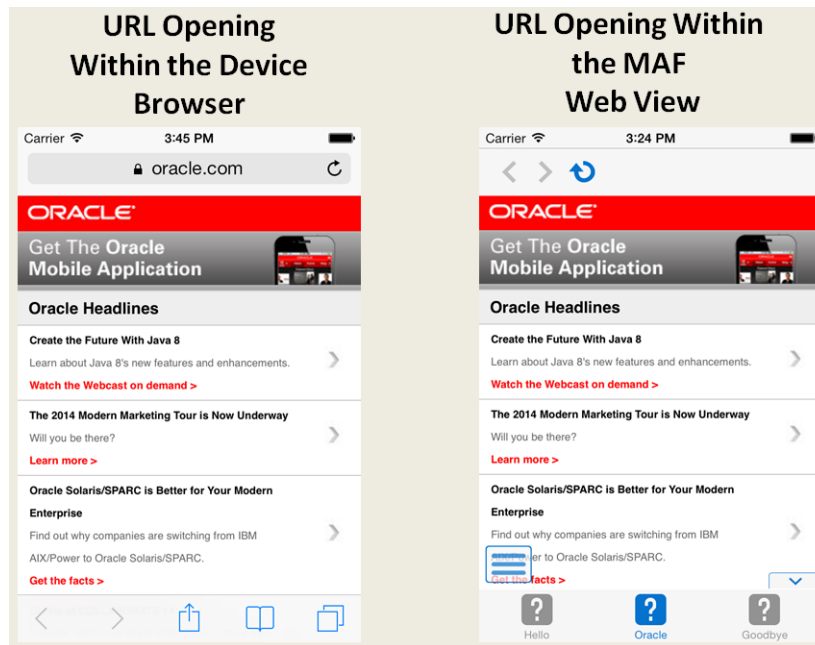 URL Opening
Within the Device
Browser
Carrier
3:45 PM
oracle.com
ORACLE
Get The Oracle
Mobile Application
Oracle Headlines
Create the Future With Java 8
Learn about Java 8's new features and enhancements.
Watch the Webcast on demand >
The 2014 Modern Marketing Tour is Now Underway
Will you be there?
Learn more >
Oracle Solaris/SPARC is Better for Your Modern
Enterprise
Find out why companies are switching from IBM
AIX/Power to Oracle Solaris/SPARC.
Get the facts >
URL Opening Within
the MAF
Web View
Carrier
3:24 PM
ORACLE
Get The Oracle
Mobile Application
Oracle Headlines
Create the Future With Java 8
Learn about Java 8's new features and enhancements.
Watch the Webcast on demand >
The 2014 Modern Marketing Tour is Now Underway
Will you be there?
Learn more >
Oracle Solaris/SPARC is Better for Your Modern
Enterprise
Find out why companies are switching from IBM
to Oracle Solaris/SPARC.
Get the facts >
? ? ?
Hello Oracle Goodbye